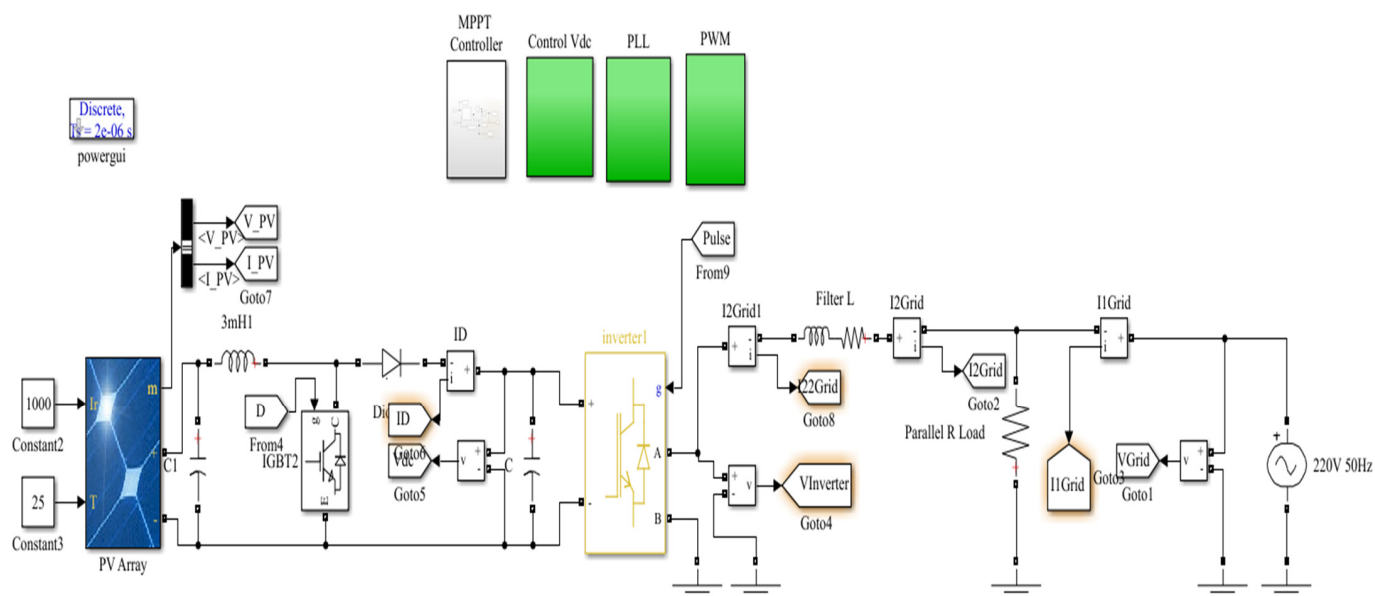 MPPT
Controller
Control Vdc
PLL
PWM
Discrete,
Ts = 2e-06 s
powergui
V_PV
<V_PV>
I_PV
<I_PV>
Goto7
3mH1
1000
Constant2
25
Constant3
Ir
T
m
+
-
PV Array
C1
D
From4
g
C
E
IGBT2
ID
-
i
+
ID
Goto6
Vdc
Goto5
v
+
-
C
Pulse
From9
inverter1
+
-
g
A
B
I2Grid1
+
-
i
I22Grid
Goto8
+
-
v
VInverter
Goto4
Filter L
I2Grid
+
-
i
I2Grid
Goto2
Parallel R Load
I1Grid
-
i
+
I1Grid
Goto3
VGrid
Goto1
v
+
-
+
220V 50Hz